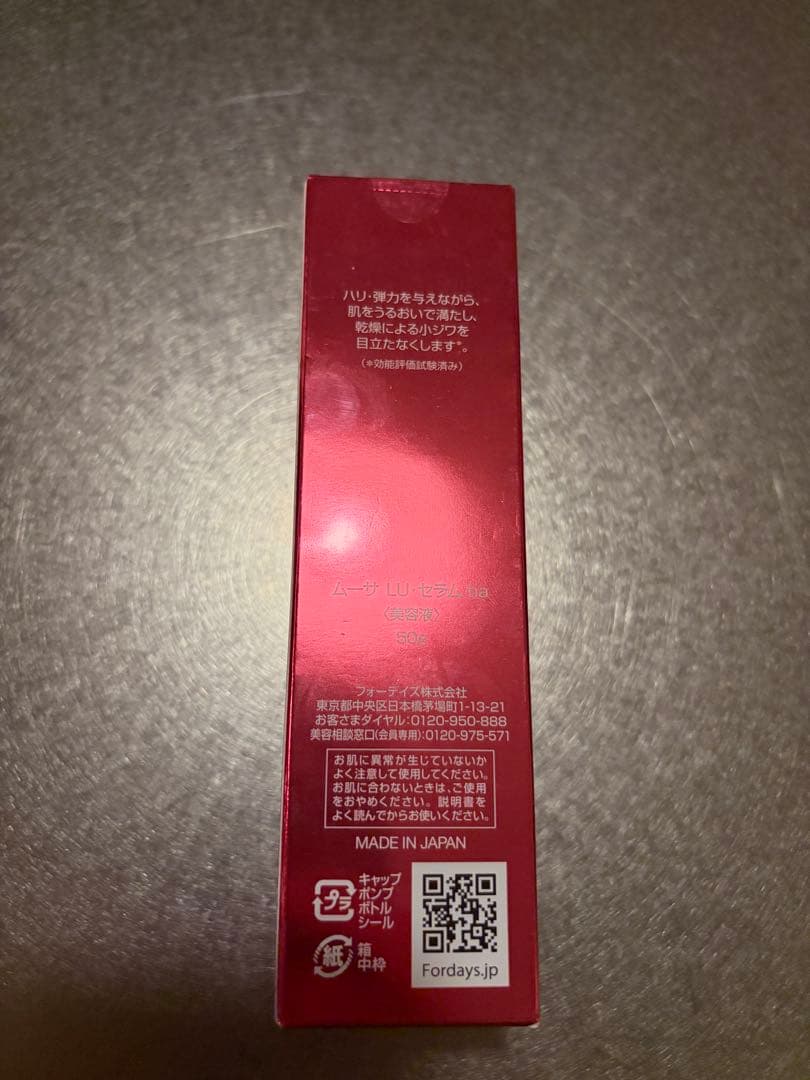 ハリ・弾力を与えながら、
肌をうるおいで満たし、
乾燥による小ジワを
目立たなくします*。
(*効能評価試験済み)
ムーサ LU・セラム ba
〈美容液〉
50g
フォーデイズ株式会社
東京都中央区日本橋茅場町1-13-21
お客さまダイヤル:0120-950-888
美容相談窓口(会員専用):0120-975-571
お肌に異常が生じていないか
よく注意して使用してください。
お肌に合わないときは、ご使用
をおやめください。説明書を
よく読んでからお使いください。
MADE IN JAPAN
プラ
キャップ
ポンプ
ボトル
シール
紙
箱
中枠
Fordays.jp